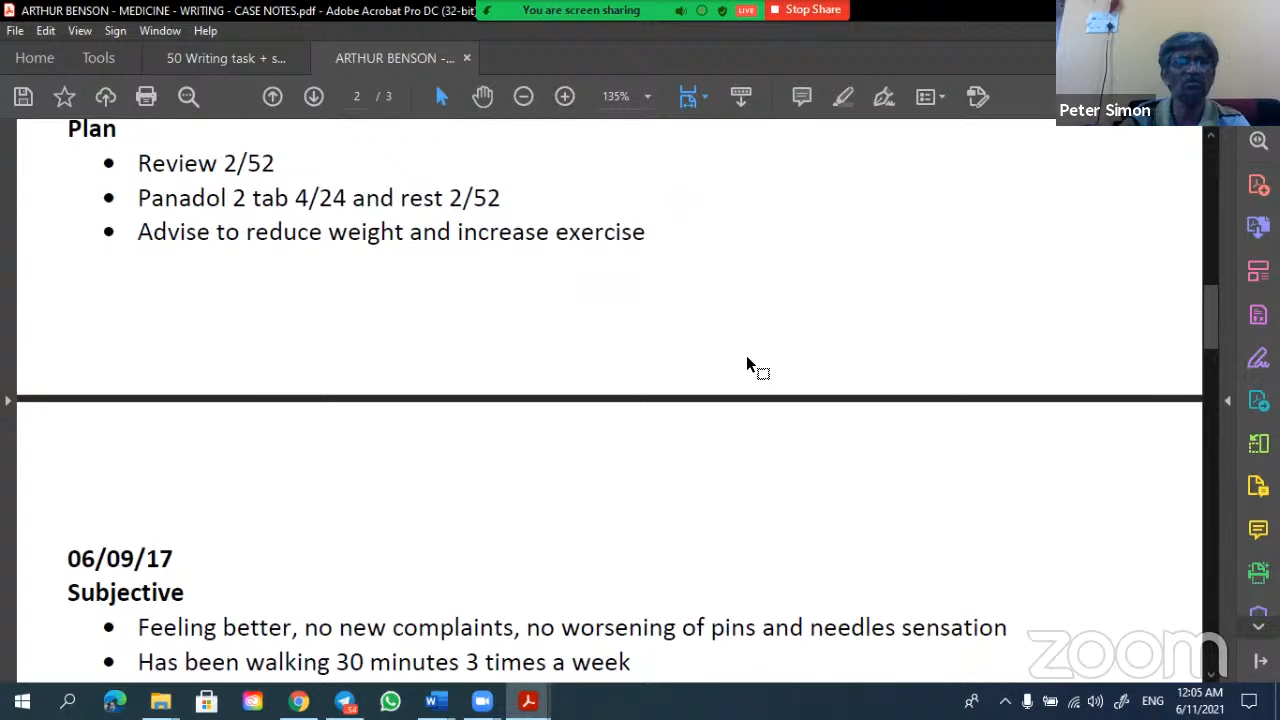 ARTHUR BENSON - MEDICINE - WRITING - CASE NOTES.pdf - Adobe Acrobat Pro DC (32-bit)
You are screen sharing
LIVE
Stop Share
File Edit View Sign Window Help
Home Tools 50 Writing task + s... ARTHUR BENSON -... ×
2 / 3 135%
Peter Simon
Plan
• Review 2/52
• Panadol 2 tab 4/24 and rest 2/52
• Advise to reduce weight and increase exercise
06/09/17
Subjective
• Feeling better, no new complaints, no worsening of pins and needles sensation
• Has been walking 30 minutes 3 times a week
zoom
54
ENG
12:05 AM
6/11/2021